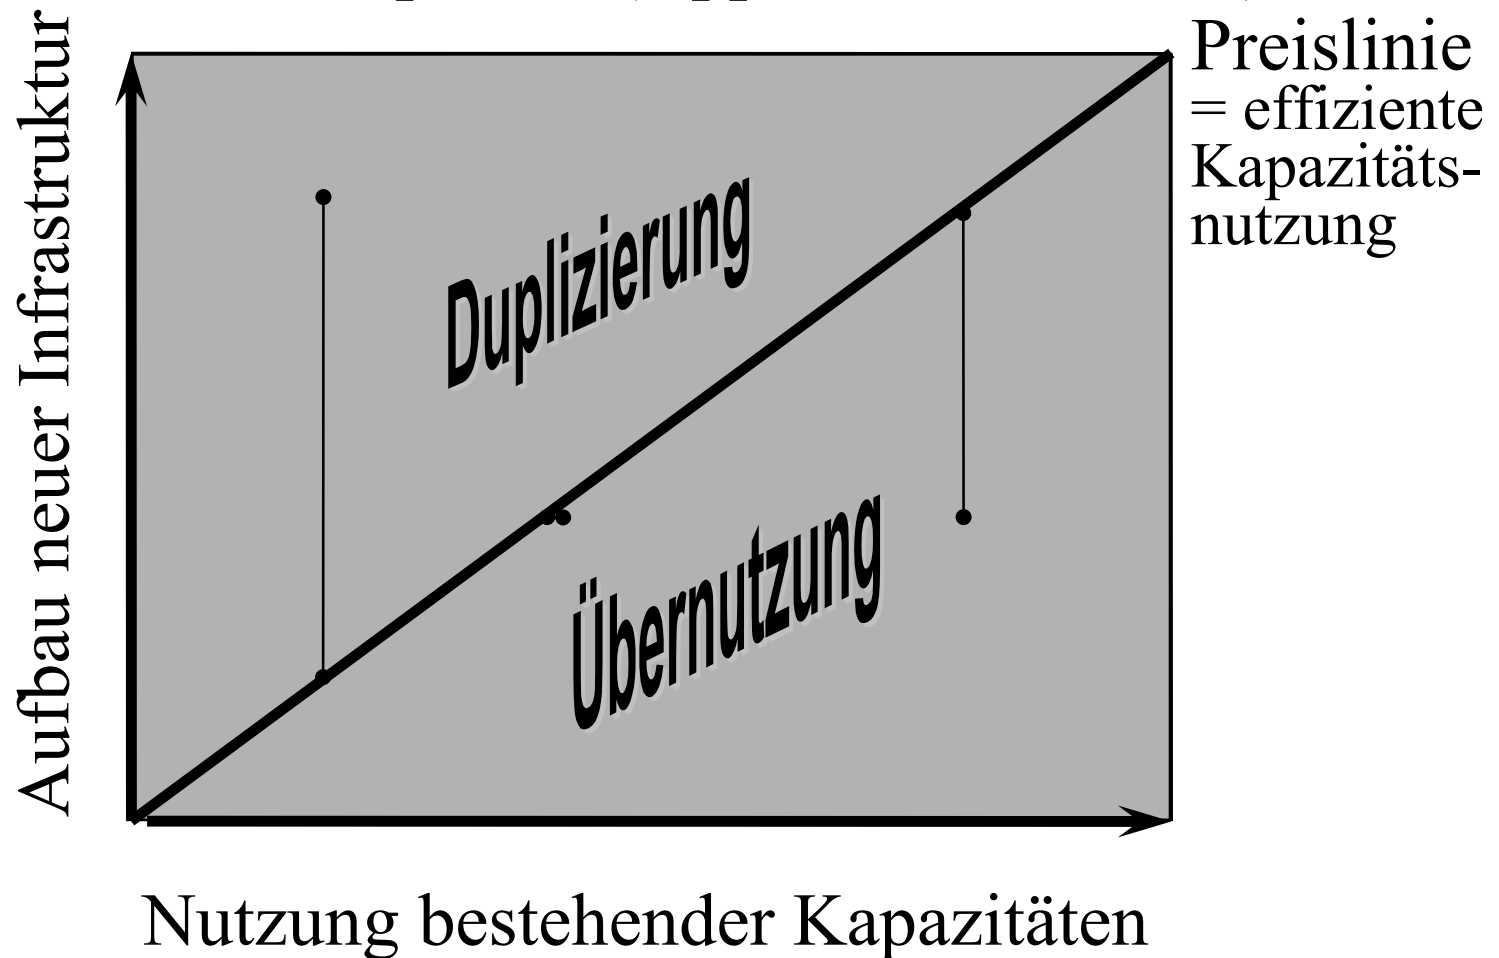 Aufbau neuer Infrastruktur
Preislinie
= effiziente
Kapazitäts-
nutzung
Duplizierung
Übernutzung
Nutzung bestehender Kapazitäten